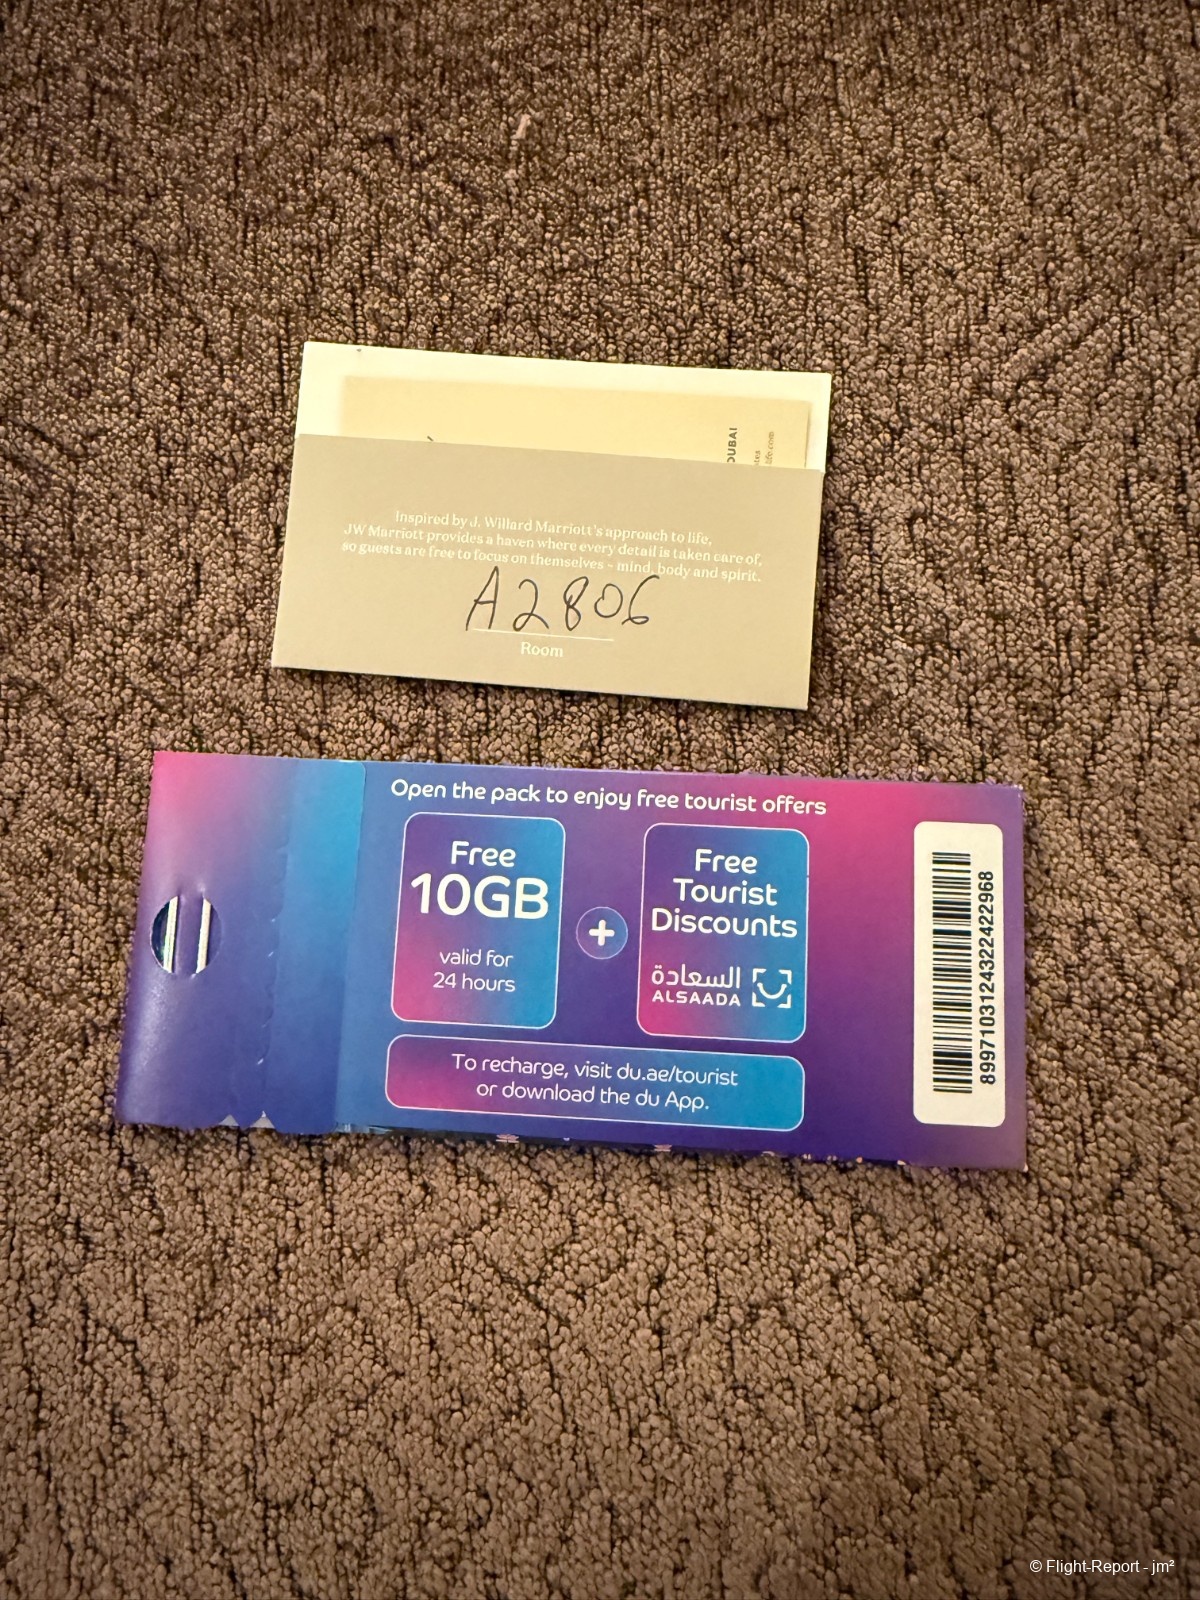 DUBAI
life.com
Inspired by J. Willard Marriott's approach to life,
JW Marriott provides a haven where every detail is taken care of,
so guests are free to focus on themselves - mind, body and spirit.
A2806
Room
Open the pack to enjoy free tourist offers
Free
10GB
valid for
24 hours
+
Free
Tourist
Discounts
السعادة
ALSAADA
To recharge, visit du.ae/tourist
or download the du App.
8997103124322422968
© Flight-Report - jm²